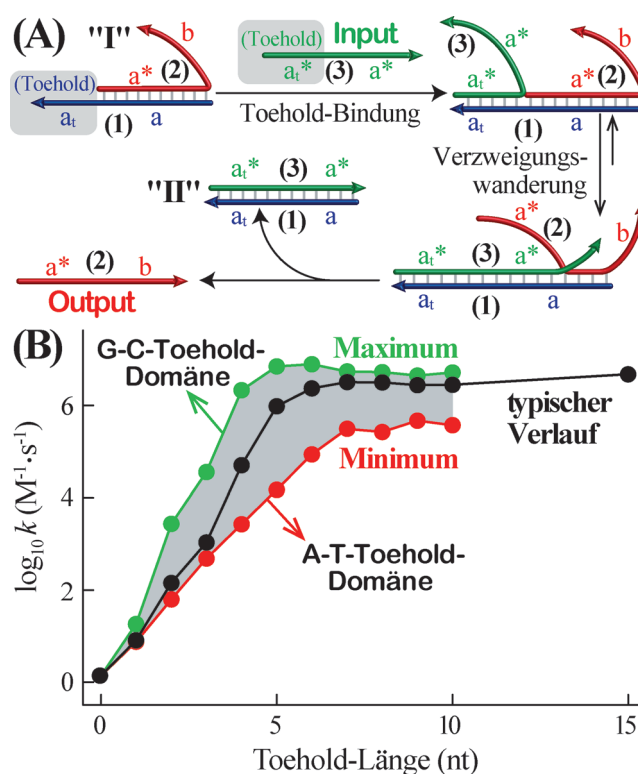 (A)
"I"
b
(Toehold)
a*
(2)
at
(1)
a
(Toehold)
Input
at*
(3)
a*
Toehold-Bindung
(3)
a*
b
at*
a*
(2)
(1)
at
a
Verzweigungs-
wanderung
"II"
at*
(3)
a*
at
(1)
a
a*
(2)
b
at*
(3)
a*
at
(1)
a
a*
(2)
b
Output
(B)
G-C-Toehold-
Domäne
Maximum
typischer
Verlauf
Minimum
A-T-Toehold-
Domäne
log10 k (M-1·s-1)
6
4
2
0
0
5
10
15
Toehold-Länge (nt)